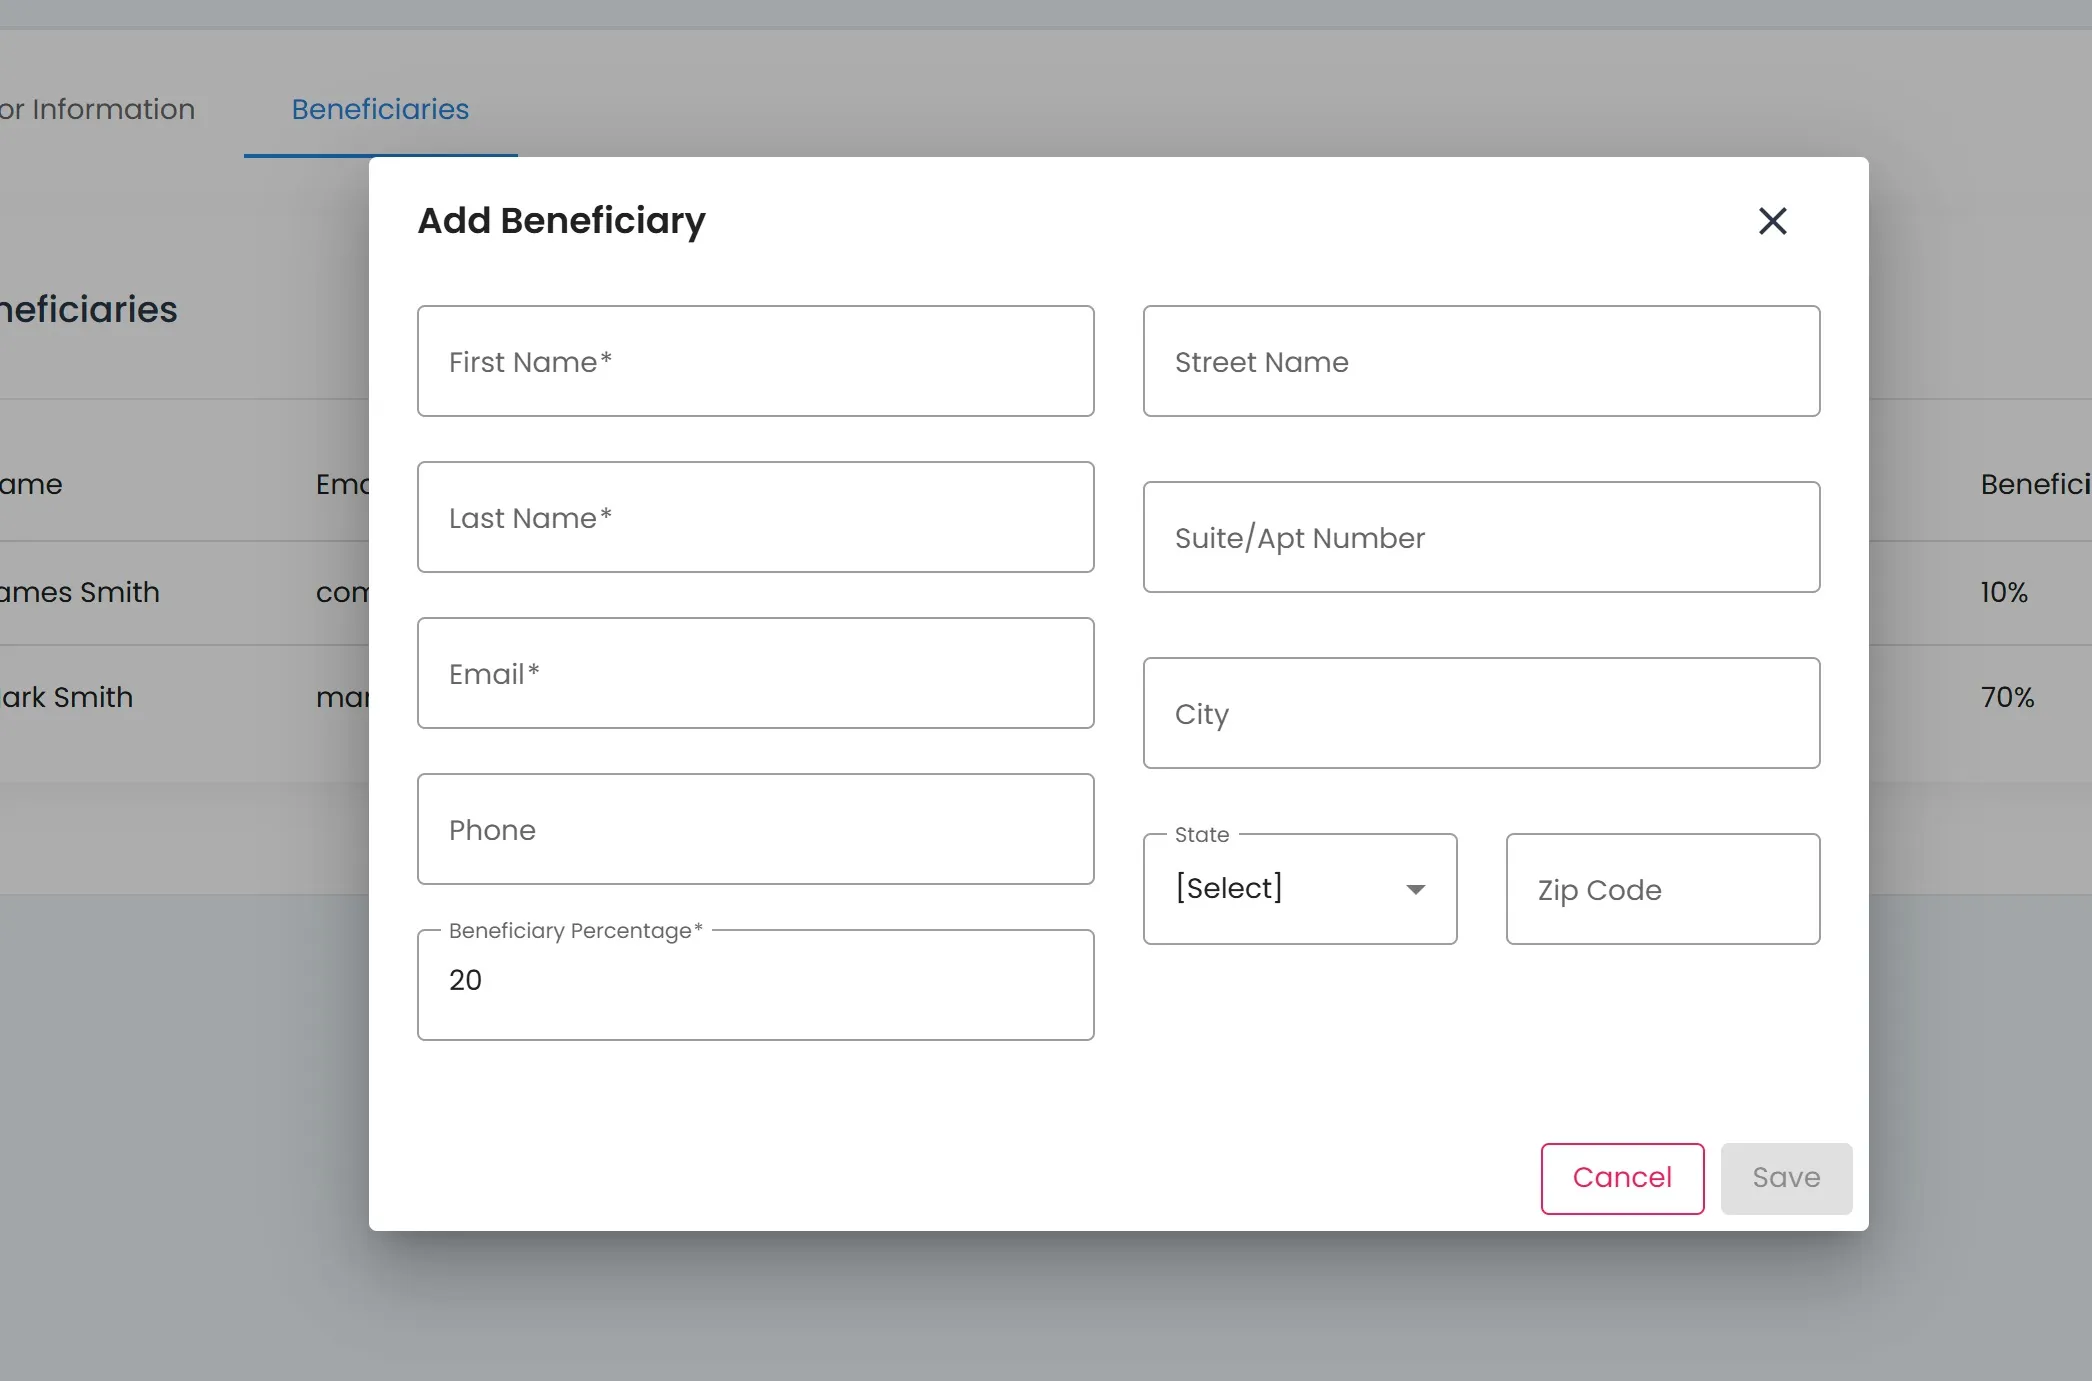 or Information
Beneficiaries
Add Beneficiary
neficiaries
First Name*
Street Name
ame
Ema
Last Name*
Suite/Apt Number
Benefici
ames Smith
com
10%
Email*
City
ark Smith
mar
70%
Phone
State
[Select]
Zip Code
Beneficiary Percentage*
20
Cancel
Save